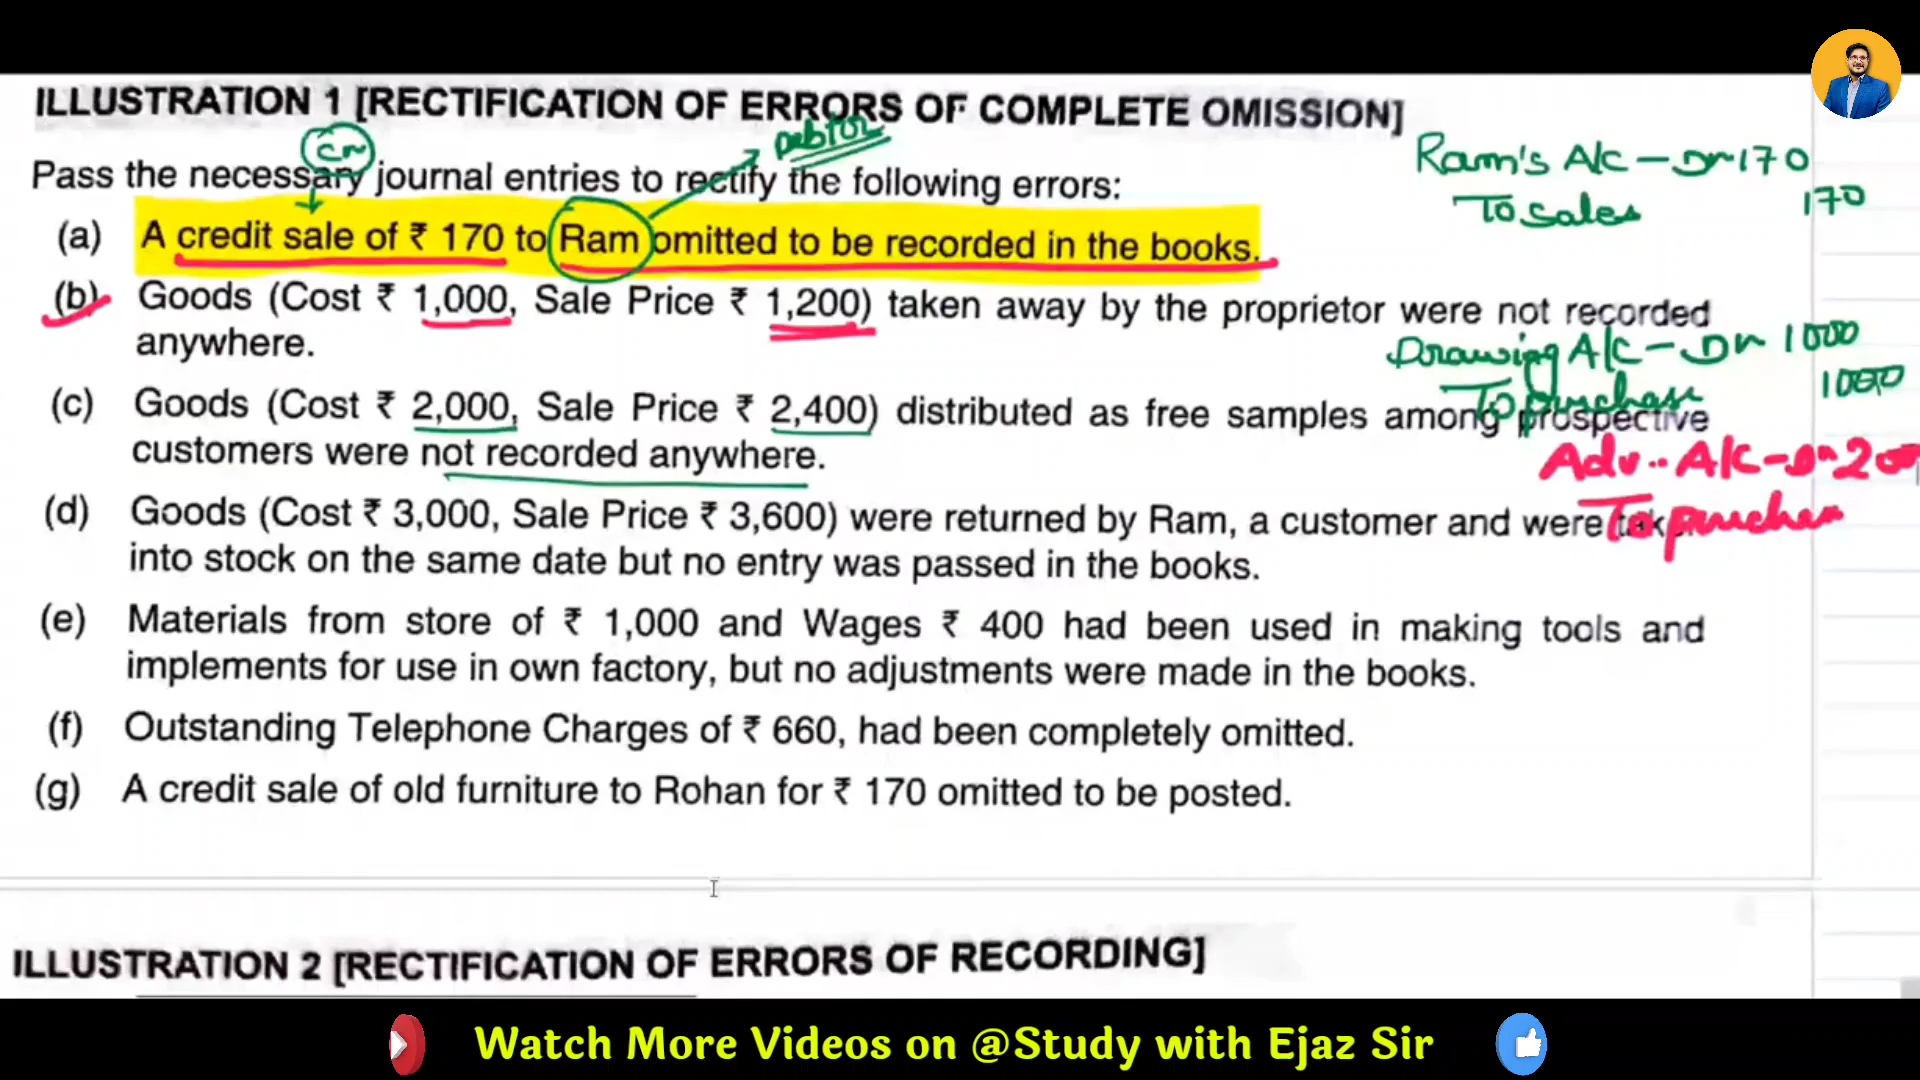 ILLUSTRATION 1 [RECTIFICATION OF ERRORS OF COMPLETE OMISSION]
Debtor
Cr
Pass the necessary journal entries to rectify the following errors:
Ram's A/c – Dr 170
To sales 170
(a) A credit sale of ₹ 170 to Ram omitted to be recorded in the books.
(b) Goods (Cost ₹ 1,000, Sale Price ₹ 1,200) taken away by the proprietor were not recorded
anywhere.
Drawing A/C – Dr 1000
To purchase 1000
(c) Goods (Cost ₹ 2,000, Sale Price ₹ 2,400) distributed as free samples among prospective
customers were not recorded anywhere.
Adv.. A/C – Dr
To
(d) Goods (Cost ₹ 3,000, Sale Price ₹ 3,600) were returned by Ram, a customer and were
into stock on the same date but no entry was passed in the books.
(e) Materials from store of ₹ 1,000 and Wages ₹ 400 had been used in making tools and
implements for use in own factory, but no adjustments were made in the books.
(f) Outstanding Telephone Charges of ₹ 660, had been completely omitted.
(g) A credit sale of old furniture to Rohan for ₹ 170 omitted to be posted.
ILLUSTRATION 2 [RECTIFICATION OF ERRORS OF RECORDING]
Watch More Videos on @Study with Ejaz Sir